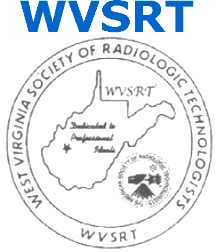 WVSRT
WEST VIRGINIA SOCIETY OF RADIOLOGIC TECHNOLOGISTS
WVSRT
Dedicated to
Professional
Ideals
WVSRT